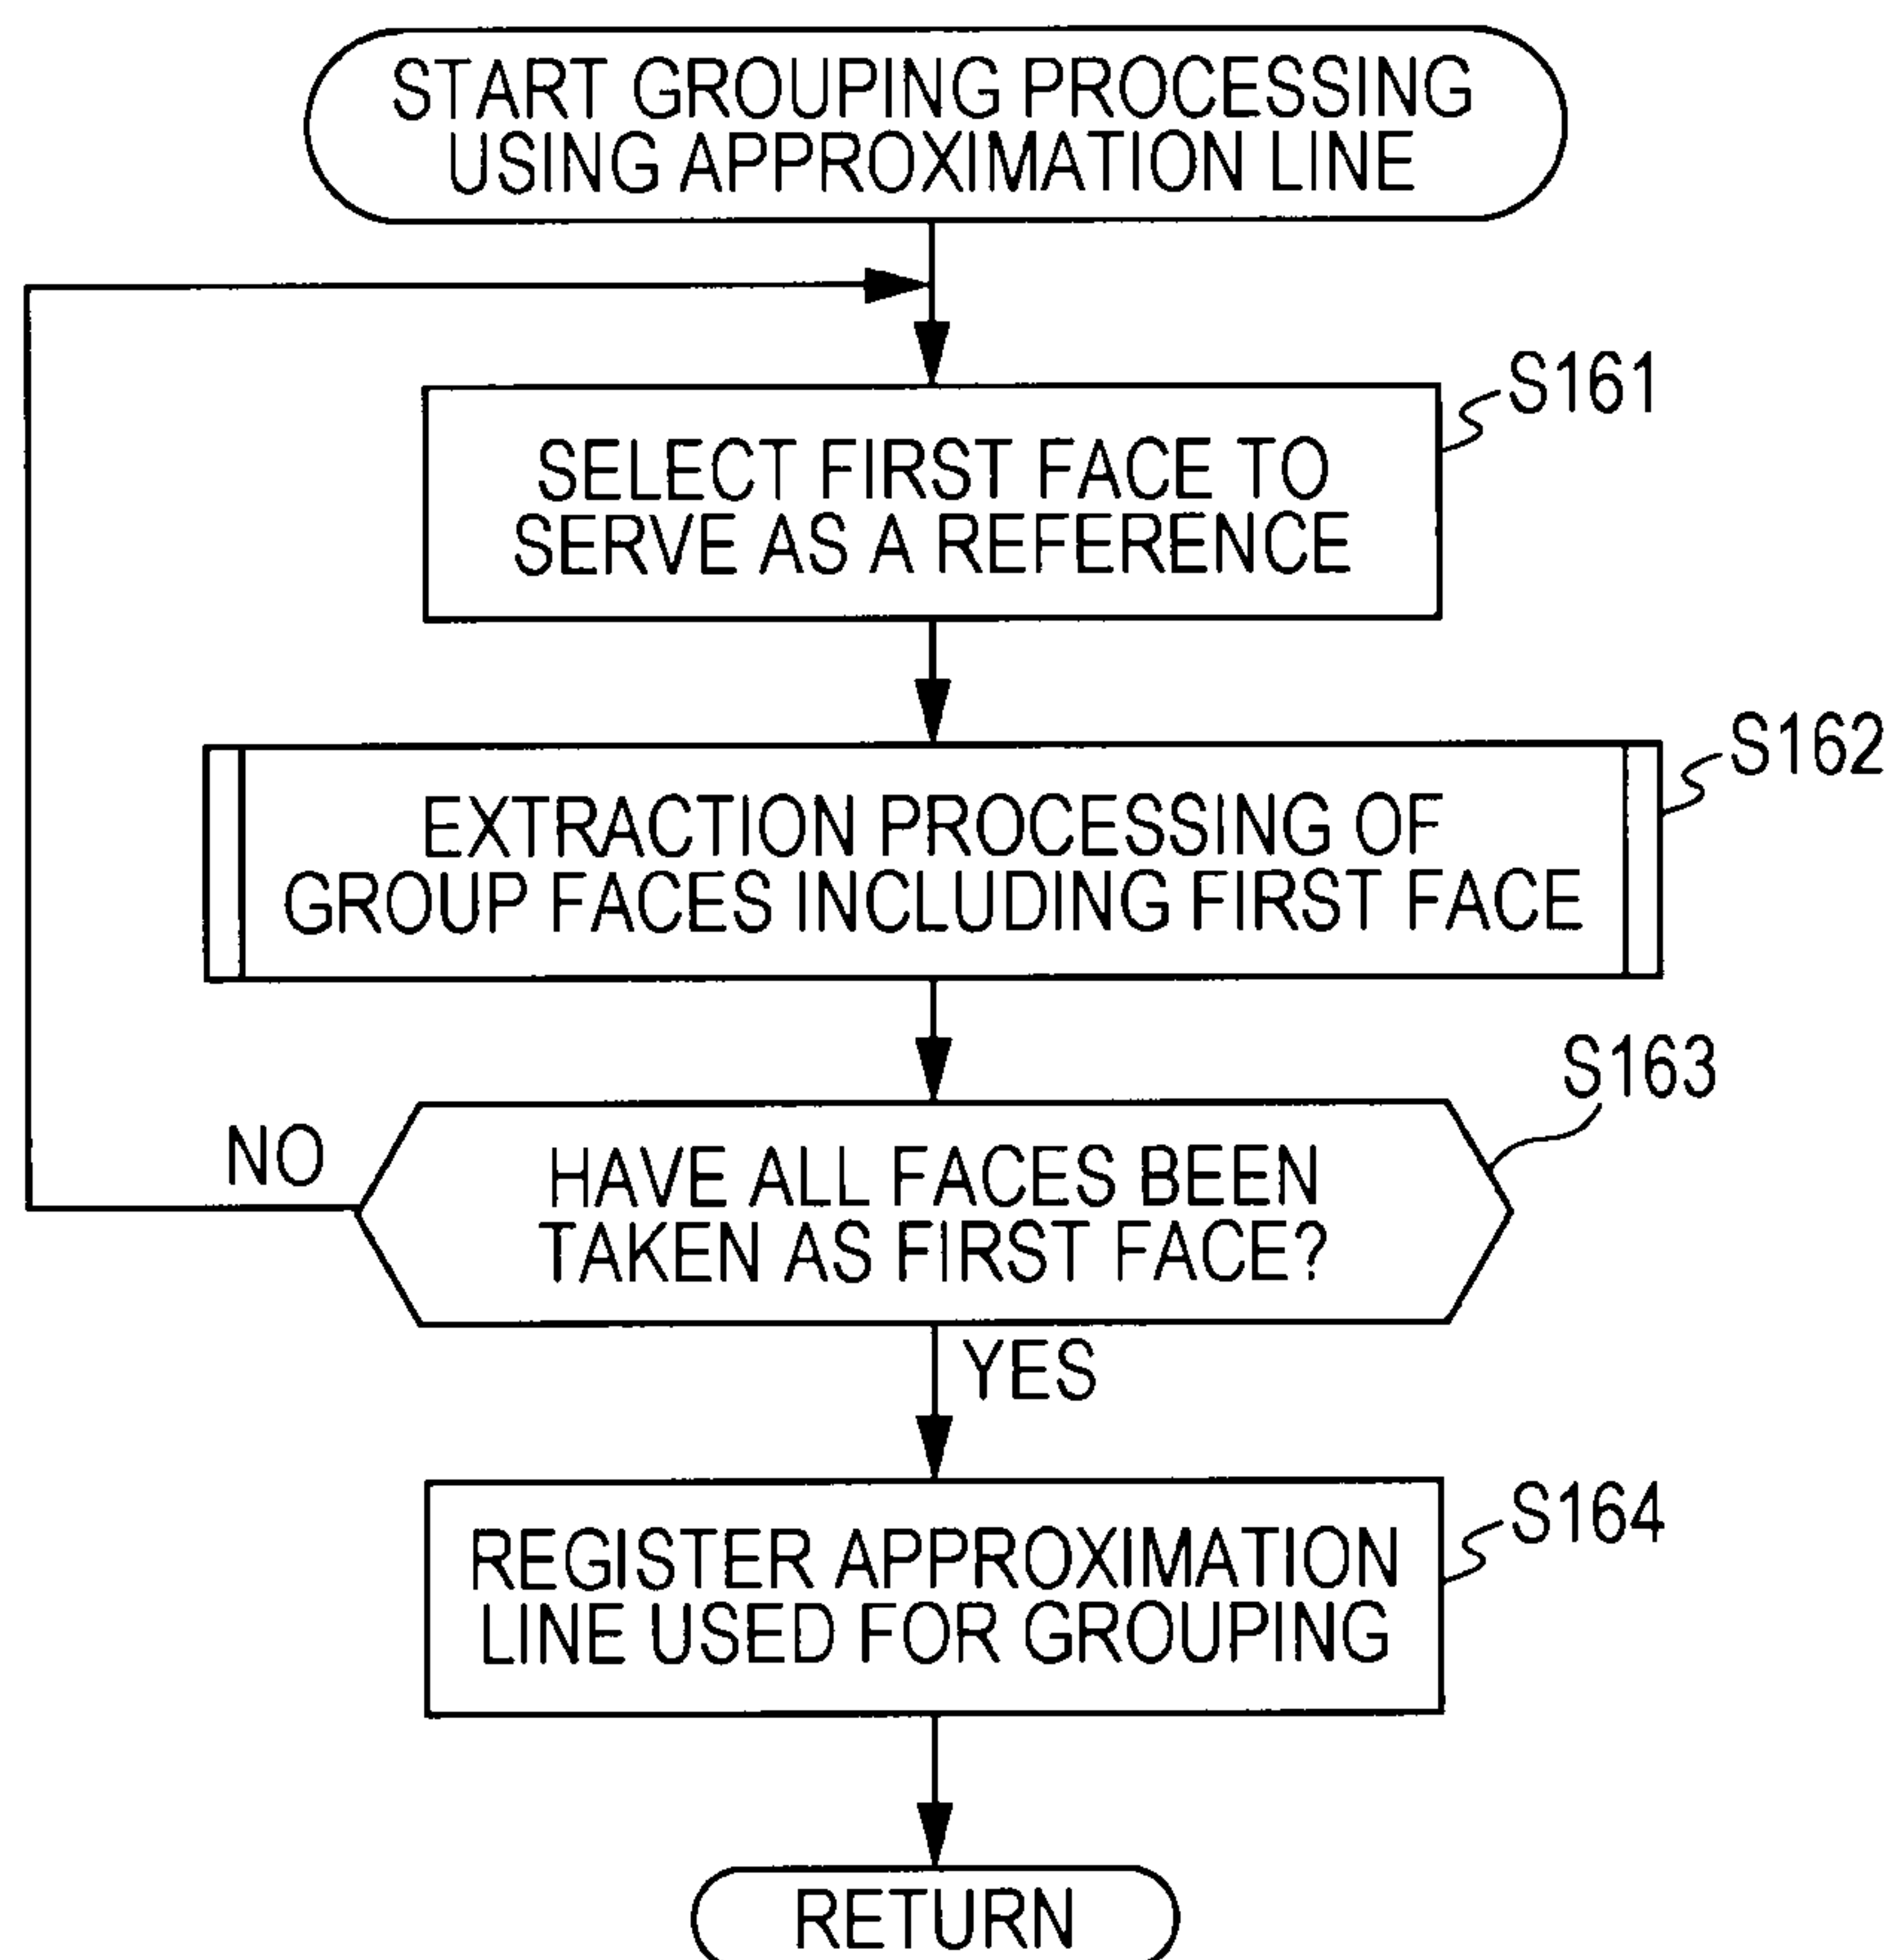 START GROUPING PROCESSING
USING APPROXIMATION LINE
S161
SELECT FIRST FACE TO
SERVE AS A REFERENCE
S162
EXTRACTION PROCESSING OF
GROUP FACES INCLUDING FIRST FACE
S163
NO
HAVE ALL FACES BEEN
TAKEN AS FIRST FACE?
YES
S164
REGISTER APPROXIMATION
LINE USED FOR GROUPING
RETURN